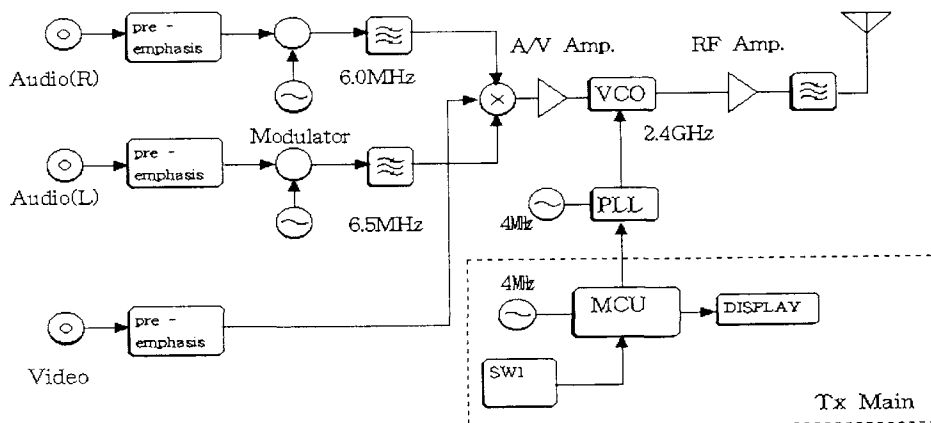 pre -
emphasis
Audio(R)
6.0MHz
A/V Amp.
VCO
2.4GHz
RF Amp.
Modulator
pre -
emphasis
Audio(L)
6.5MHz
4MHz
PLL
4MHz
MCU
DISPLAY
SW1
pre -
emphasis
Video
Tx Main